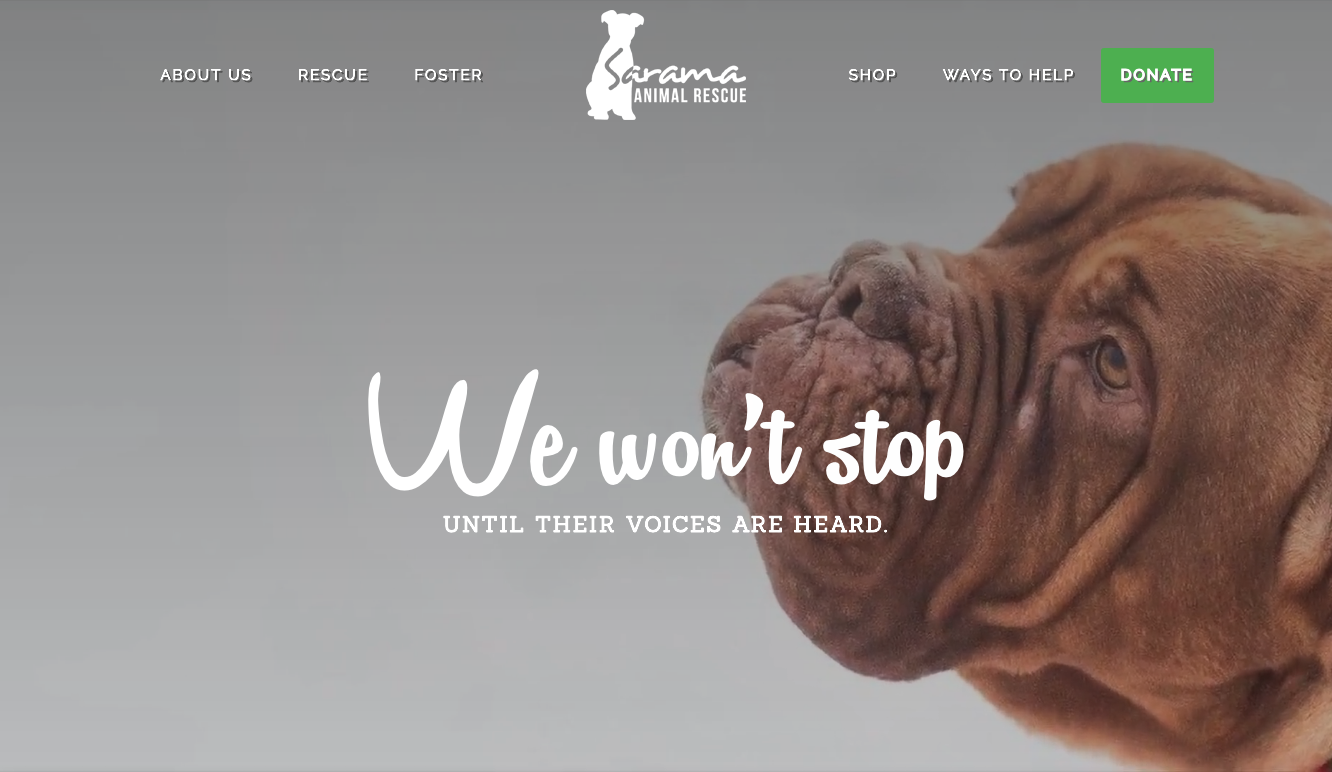 ABOUT US
RESCUE
FOSTER
Sarama
ANIMAL RESCUE
SHOP
WAYS TO HELP
DONATE
We won't stop
UNTIL THEIR VOICES ARE HEARD.